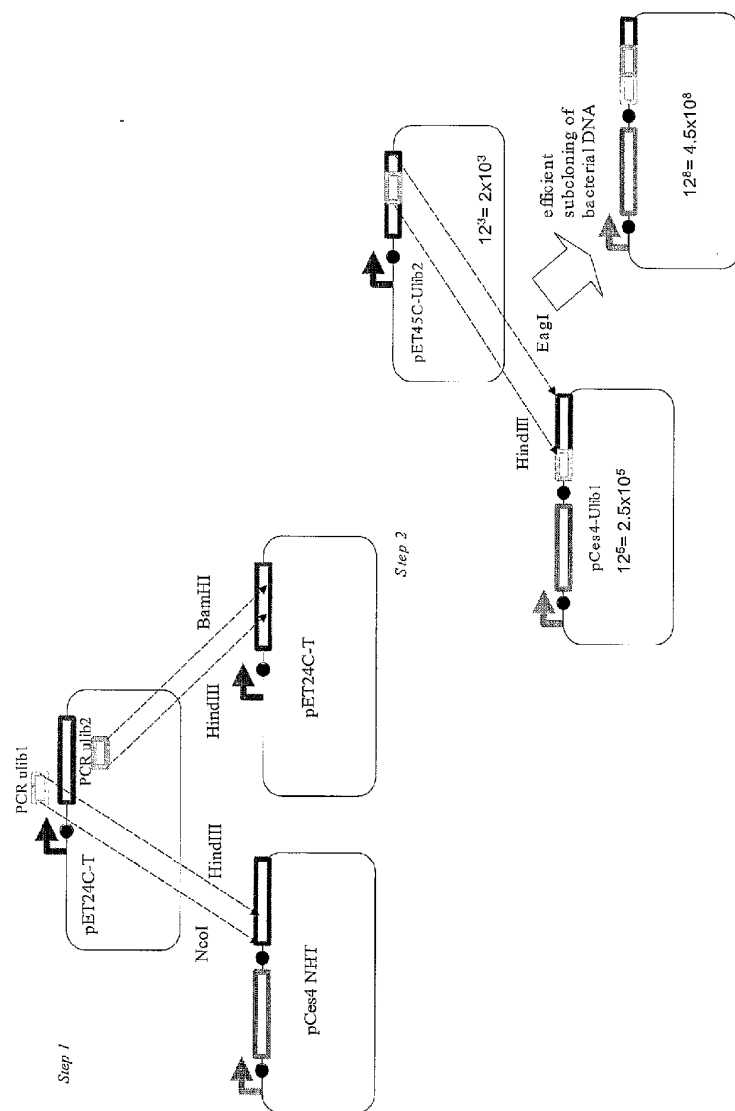 Step 1
PCR ulib1
pET24C-T
PCR ulib2
NcoI
HindIII
HindIII
BamHI
pCes4 NHT
pET24C-T
Step 2
pET45C-Ulib2
12³= 2x10³
HindIII
EagI
efficient
subcloning of
bacterial DNA
pCes4-Ulib1
12⁵= 2.5x10⁵
12⁸= 4.5x10⁸